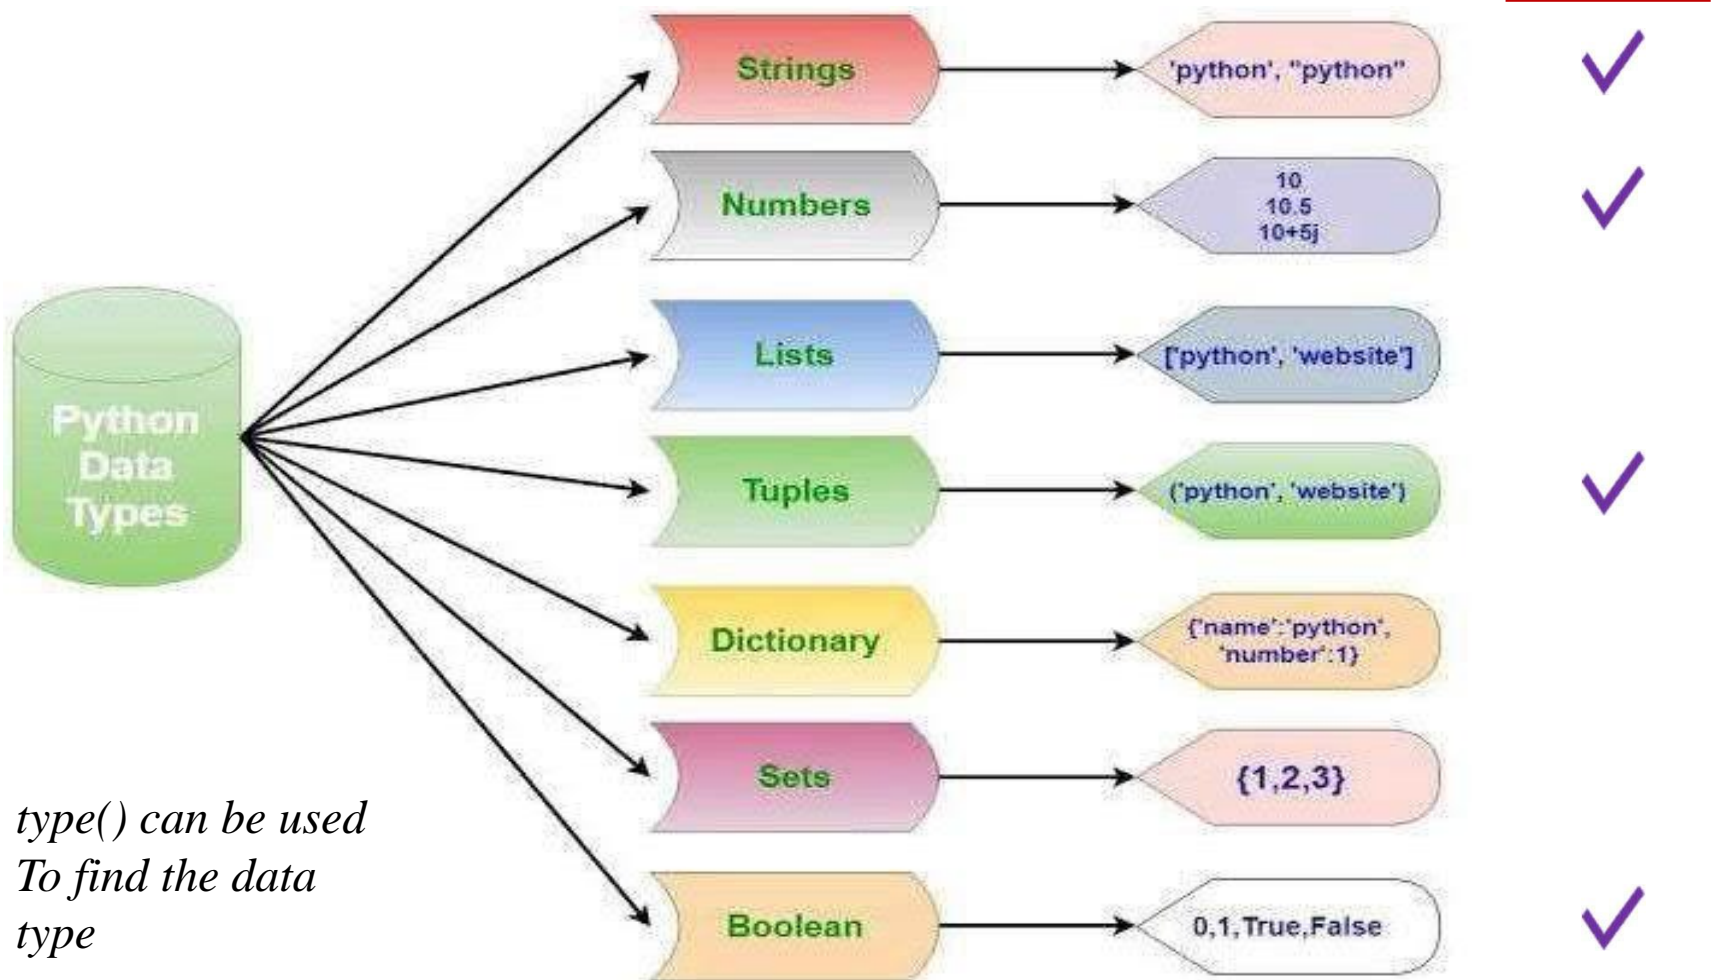 Python
Data
Types
Strings
'python', "python"
Numbers
10
10.5
10+5j
Lists
['python', 'website']
Tuples
('python', 'website')
Dictionary
{'name':'python',
'number':1}
Sets
{1,2,3}
Boolean
0,1,True,False
type() can be used
To find the data
type